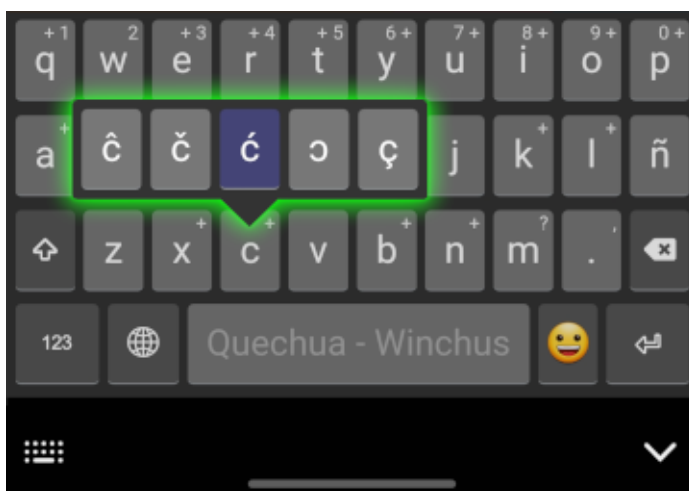 +1 2 +3 +4 +5 6+ 7+ 8+ 9+ 0+
q w e r t y u i o p
+ + +
a ĉ č ć ɔ ç j k l ñ
+ + + + ? ,
z x c v b n m .
123 Quechua - Winchus